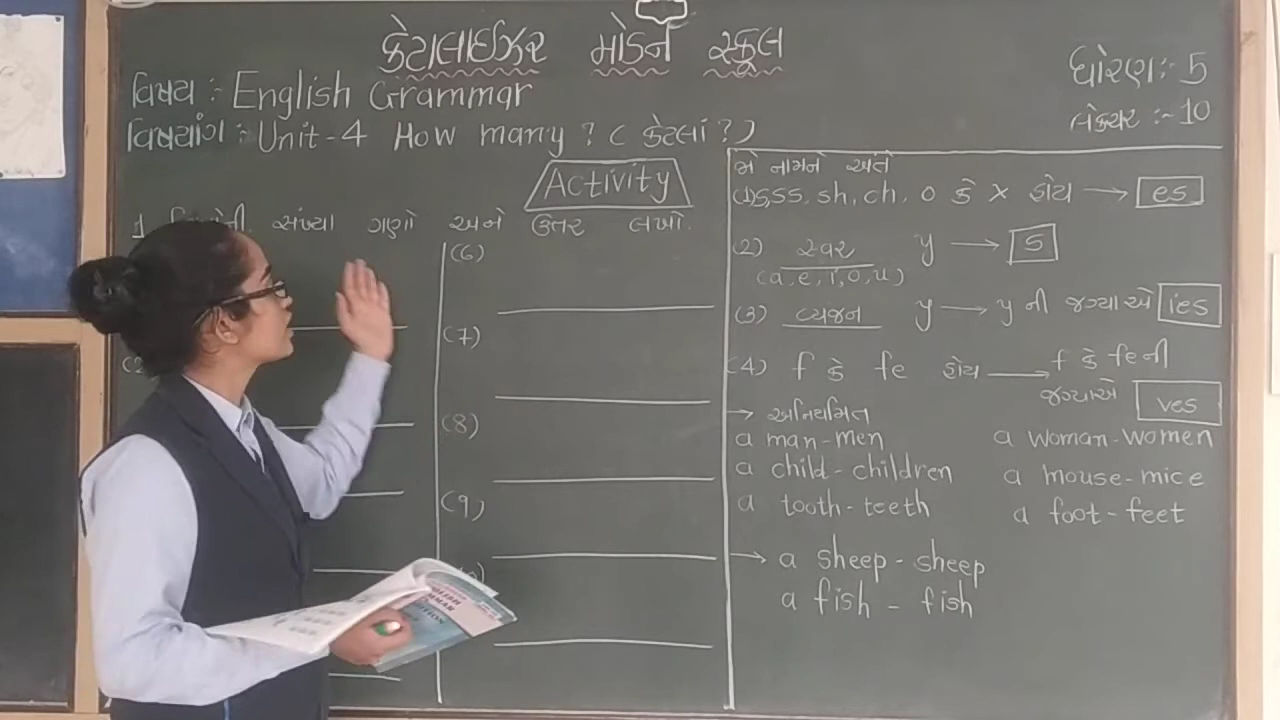 કેટાલાઈઝર મોડર્ન સ્કૂલ
ધોરણ:- 5
વિષય :- English Grammar
લેક્ચર :- 10
વિષયાંગ :- Unit-4 How many ? ( કેટલાં ? )
Activity
1 સંખ્યા ગણો અને ઉતર લખો.
(6)
(7)
(8)
(9)
જો નામને અંતે
(1) s, ss, sh, ch, o કે x હોય → es
(2) સ્વર y → s
(a, e, i, o, u)
(3) વ્યંજન y → y ની જગ્યાએ ies
(4) f કે fe હોય → f કે fe ની
જગ્યાએ ves
→ અનિયમિત
a man-men a woman-women
a child-children a mouse-mice
a tooth-teeth a foot-feet
→ a sheep-sheep
a fish - fish